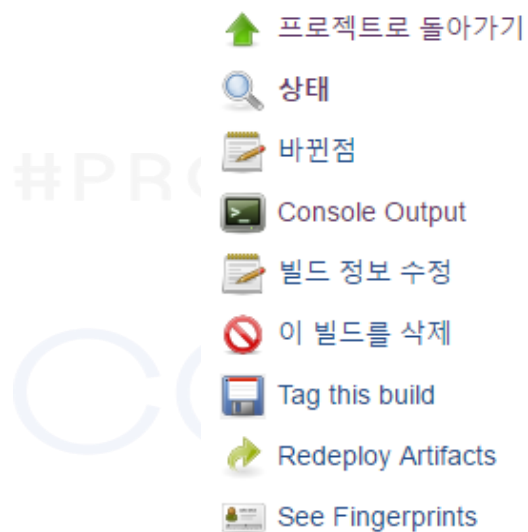 프로젝트로 돌아가기
상태
바뀐점
Console Output
빌드 정보 수정
이 빌드를 삭제
Tag this build
Redeploy Artifacts
See Fingerprints